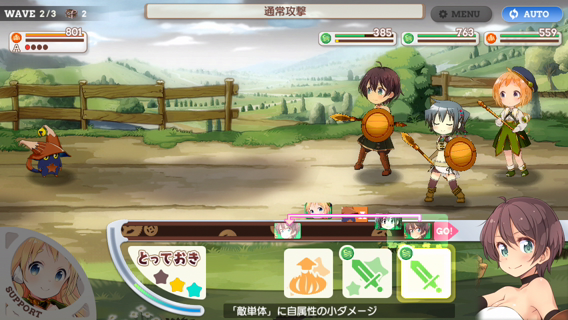 WAVE 2/3 2
通常攻撃
MENU
AUTO
801
A
385
763
559
GO!
とっておき
SUPPORT
「敵単体」に自属性の小ダメージ